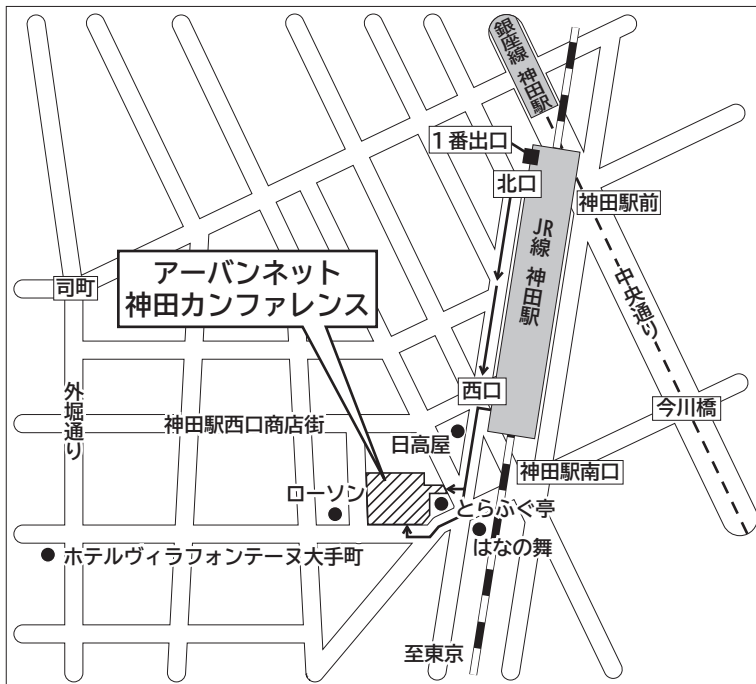 銀座線 神田駅
1番出口
北口
神田駅前
JR線 神田駅
アーバンネット
神田カンファレンス
司町
中央通り
外堀通り
西口
今川橋
神田駅西口商店街
日高屋
神田駅南口
ローソン
とらふぐ亭
はなの舞
ホテルヴィラフォンテーヌ大手町
至東京